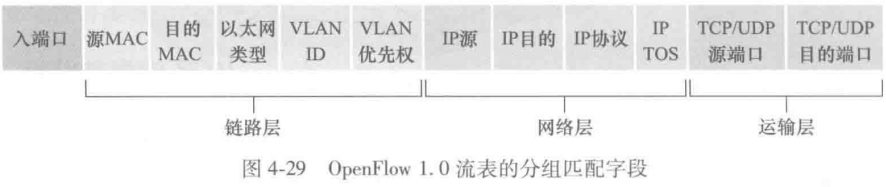 入端口 源MAC 目的 MAC 以太网 类型 VLAN ID VLAN 优先权 IP源 IP目的 IP协议 IP TOS TCP/UDP 源端口 TCP/UDP 目的端口
链路层 网络层 运输层
图 4-29 OpenFlow 1.0 流表的分组匹配字段